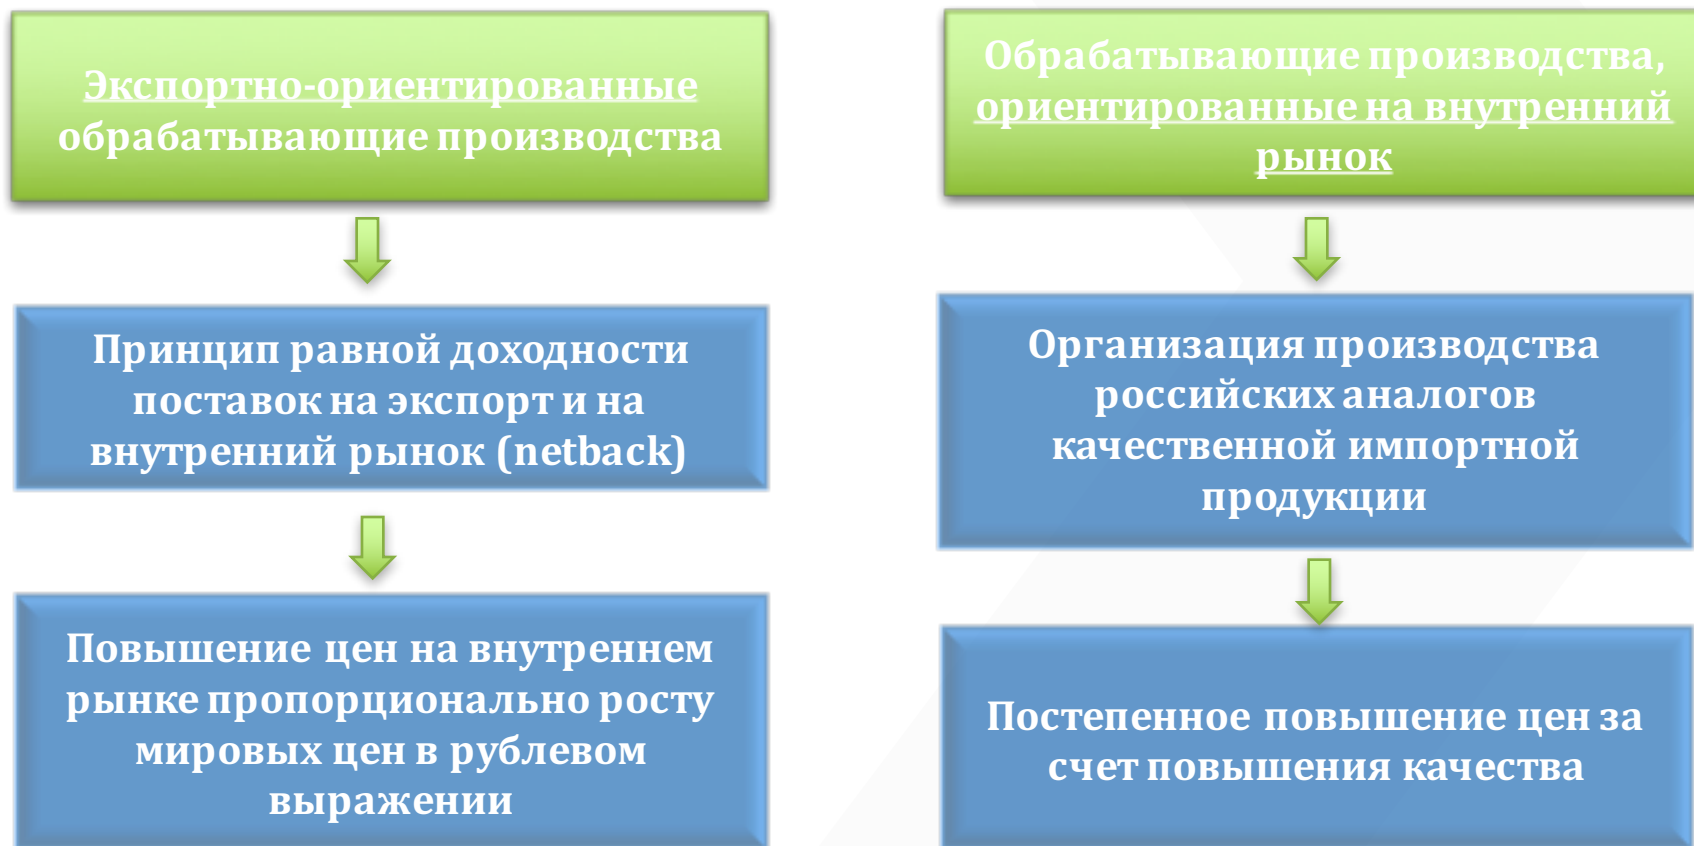 Экспортно-ориентированные
обрабатывающие производства
Принцип равной доходности
поставок на экспорт и на
внутренний рынок (netback)
Повышение цен на внутреннем
рынке пропорционально росту
мировых цен в рублевом
выражении
Обрабатывающие производства,
ориентированные на внутренний
рынок
Организация производства
российских аналогов
качественной импортной
продукции
Постепенное повышение цен за
счет повышения качества